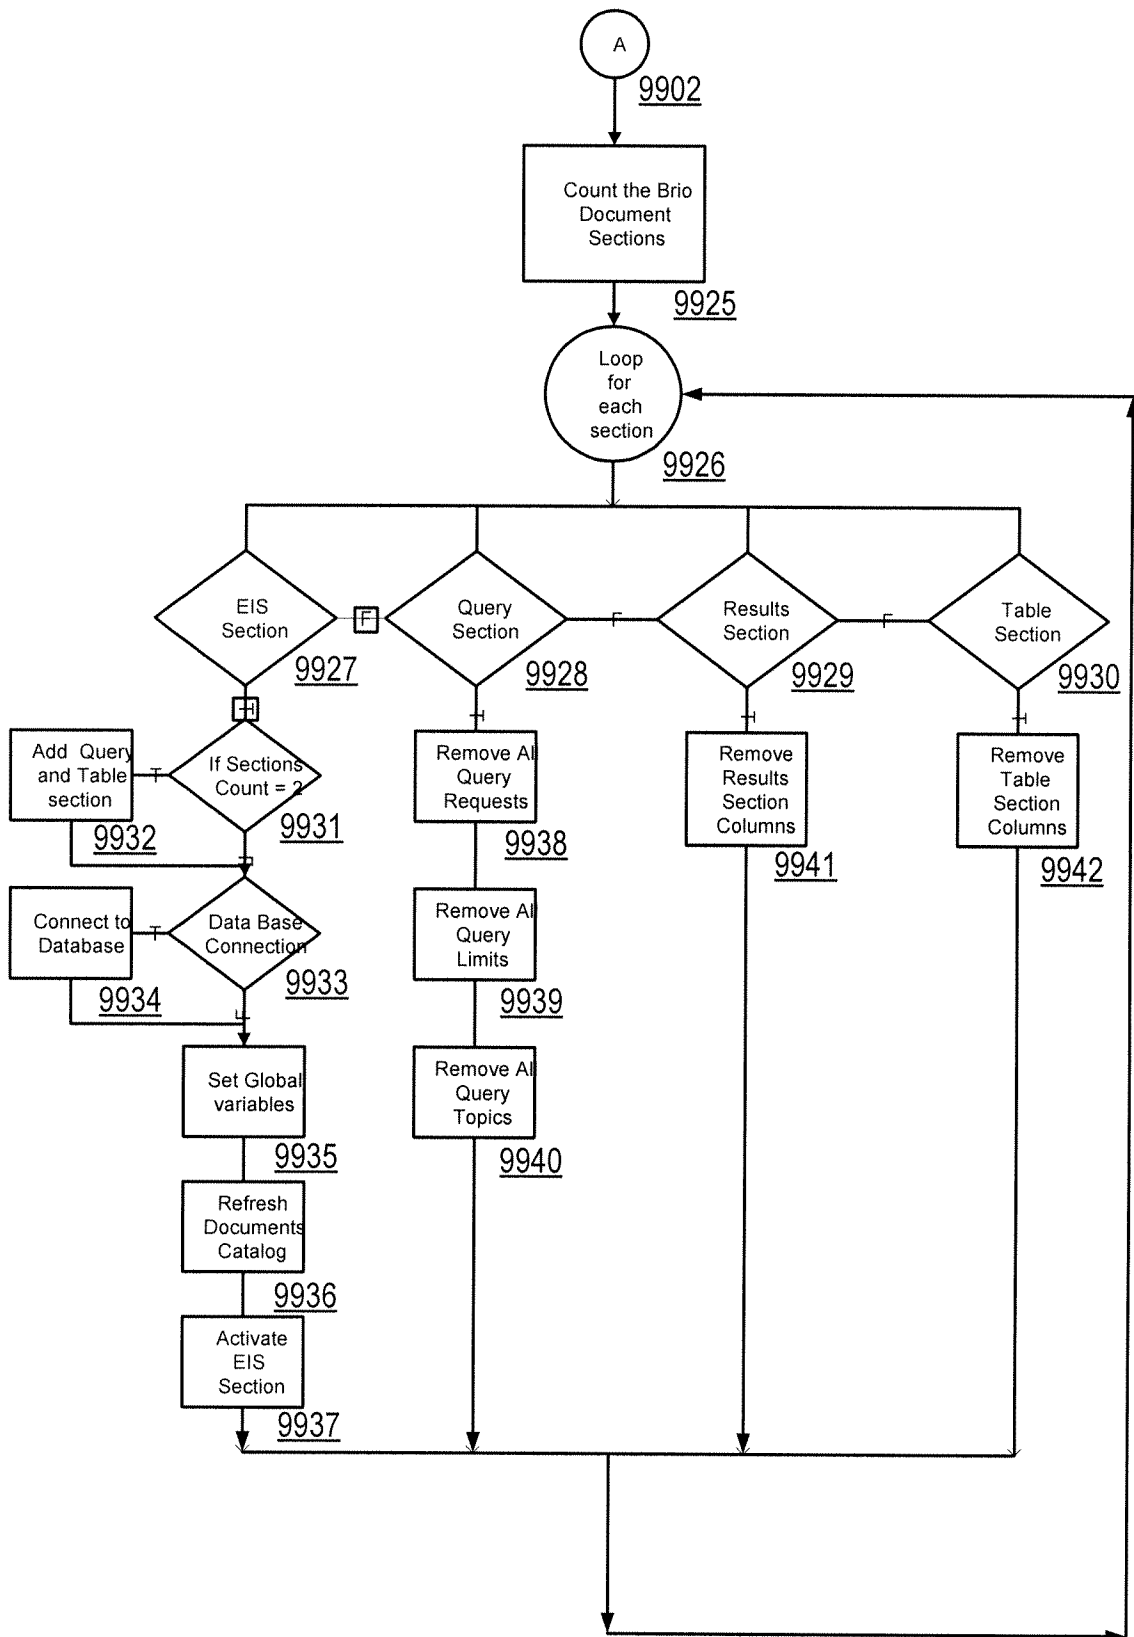 A
9902
Count the Brio
Document
Sections
9925
Loop
for
each
section
9926
EIS
Section
9927
F
Query
Section
9928
F
Results
Section
9929
F
Table
Section
9930
T
T
T
T
Add Query
and Table
section
9932
T
If Sections
Count = 2
9931
F
Connect to
Database
9934
T
Data Base
Connection
9933
F
Set Global
variables
9935
Refresh
Documents
Catalog
9936
Activate
EIS
Section
9937
Remove Al
Query
Requests
9938
Remove Al
Query
Limits
9939
Remove Al
Query
Topics
9940
Remove
Results
Section
Columns
9941
Remove
Table
Section
Columns
9942